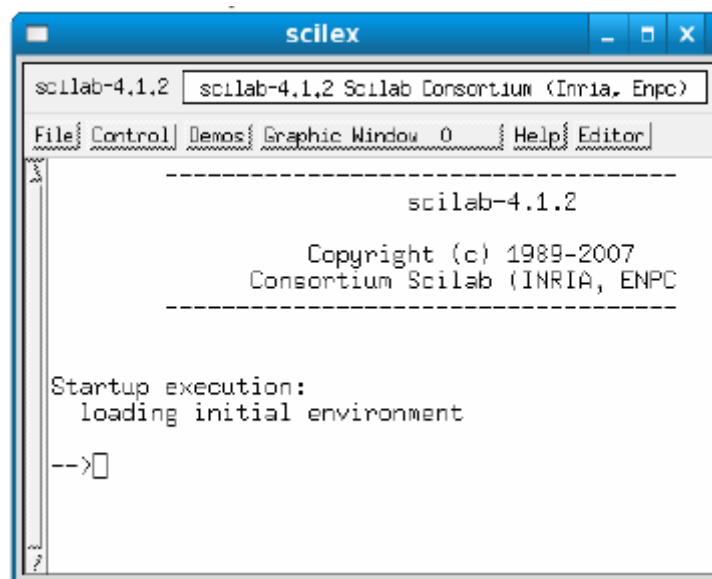 scilex
scilab-4.1.2 scilab-4.1.2 Scilab Consortium (Inria, Enpc)
File Control Demos Graphic Window 0 Help Editor
------------------------------------
scilab-4.1.2
Copyright (c) 1989-2007
Consortium Scilab (INRIA, ENPC
------------------------------------
Startup execution:
loading initial environment
-->